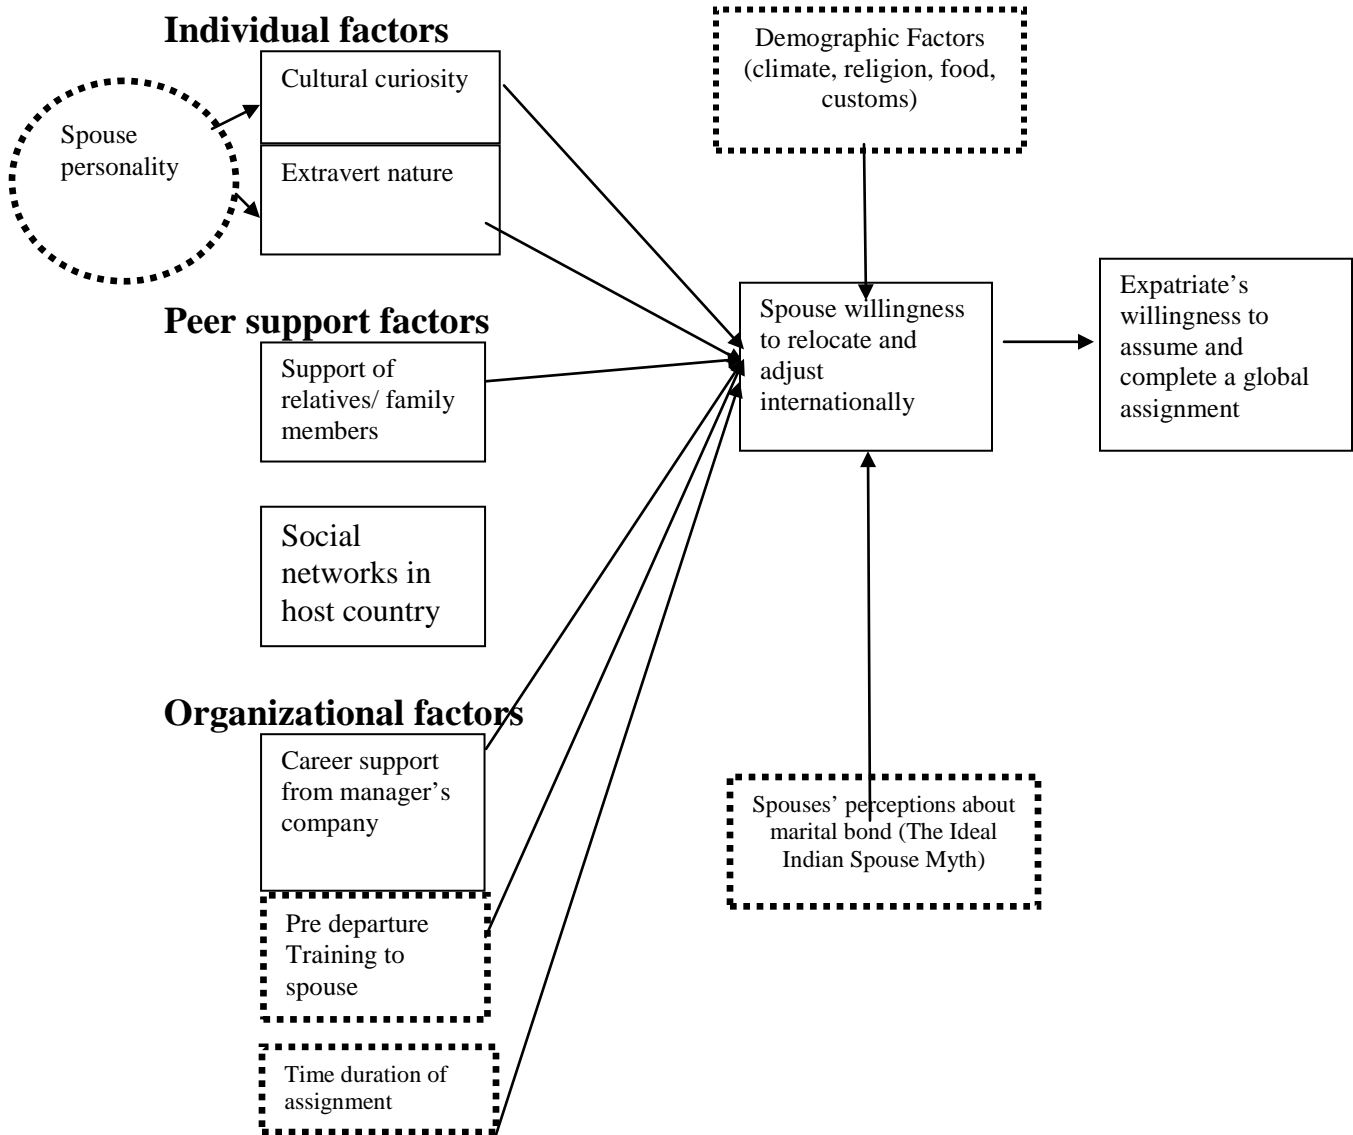 Individual factors
Spouse
personality
Cultural curiosity
Extravert nature
Peer support factors
Support of
relatives/ family
members
Social
networks in
host country
Organizational factors
Career support
from manager’s
company
Pre departure
Training to
spouse
Time duration of
assignment
Demographic Factors
(climate, religion, food,
customs)
Spouse willingness
to relocate and
adjust
internationally
Spouses’ perceptions about
marital bond (The Ideal
Indian Spouse Myth)
Expatriate’s
willingness to
assume and
complete a global
assignment